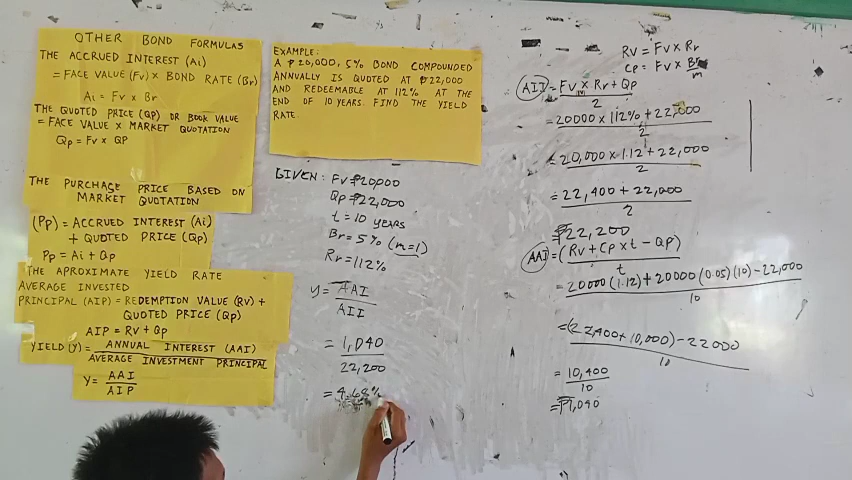 OTHER BOND FORMULAS
THE ACCRUED INTEREST (Ai)
= FACE VALUE (FV) × BOND RATE (Br)
Ai = Fv × Br
THE QUOTED PRICE (QP) OR BOOK VALUE
= FACE VALUE × MARKET QUOTATION
QP = FV × QP
THE PURCHASE PRICE BASED ON
MARKET QUOTATION
(Pp) = ACCRUED INTEREST (Ai)
+ QUOTED PRICE (QP)
Pp = Ai + Qp
THE APROXIMATE YIELD RATE
AVERAGE INVESTED
PRINCIPAL (AIP) = REDEMPTION VALUE (RV) +
QUOTED PRICE (QP)
AIP = RV + Qp
YIELD (Y) = ANNUAL INTEREST (AAI)
AVERAGE INVESTMENT PRINCIPAL
Y = AAI
AIP
EXAMPLE:
A ₱20,000, 5% BOND COMPOUNDED
ANNUALLY IS QUOTED AT ₱22,000
AND REDEEMABLE AT 112% AT THE
END OF 10 YEARS. FIND THE YIELD
RATE.
GIVEN: FV=₱20,000
QP=₱22,000
t = 10 YEARS
Br = 5% (m=1)
Rr = 112%
Y = AAI
AII
= 1,040
22,200
= 4.68%
RV = FV × Rr
CP = FV × Br
m
AII = FV × Rr + QP
2
= 20000 × 112% + 22,000
2
= 20,000 × 1.12 + 22,000
2
= 22,400 + 22,000
2
= ₱22,200
AAI = (RV + CP × t - QP)
t
= 20000 (1.12) + 20000 (0.05) (10) - 22,000
10
= (22,400 + 10,000) - 22000
10
= 10,400
10
= ₱1,040